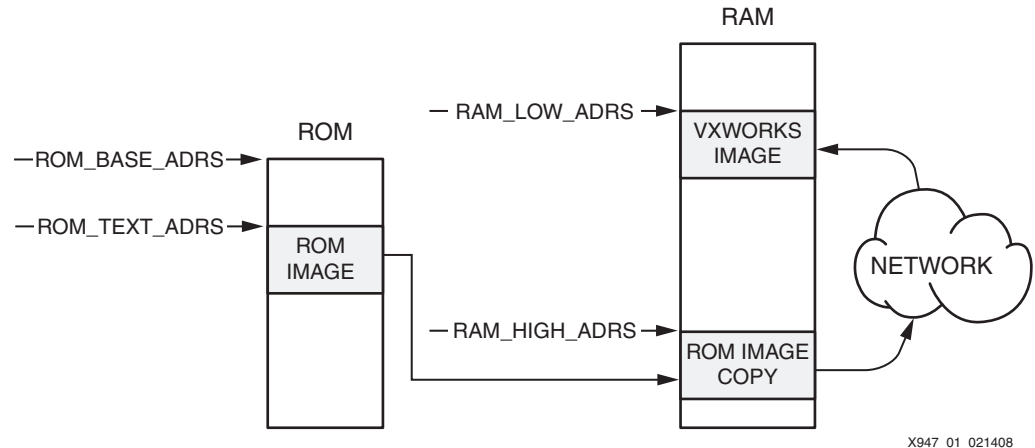 RAM
RAM_LOW_ADRS
VXWORKS
IMAGE
ROM
ROM_BASE_ADRS
ROM_TEXT_ADRS
ROM
IMAGE
NETWORK
RAM_HIGH_ADRS
ROM IMAGE
COPY
X947_01_021408